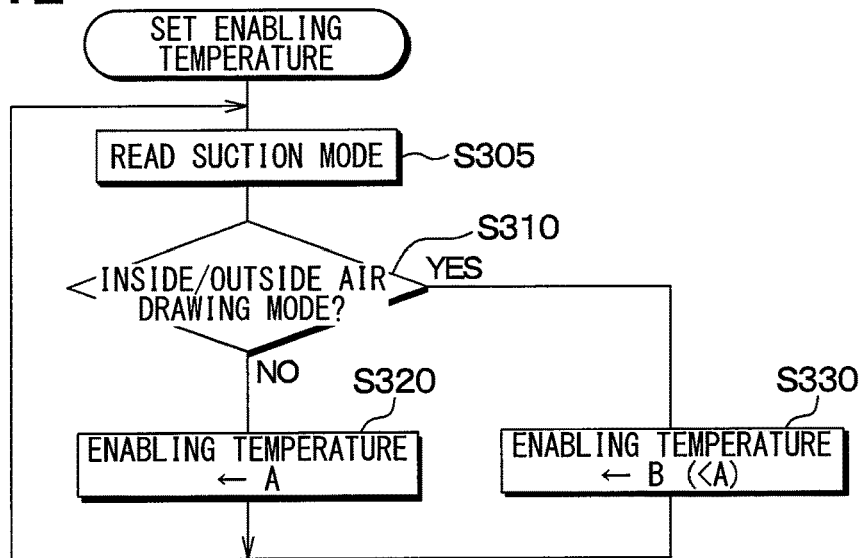 SET ENABLING
TEMPERATURE
READ SUCTION MODE
S305
S310
INSIDE/OUTSIDE AIR
DRAWING MODE?
YES
NO
S320
S330
ENABLING TEMPERATURE
← A
ENABLING TEMPERATURE
← B (<A)